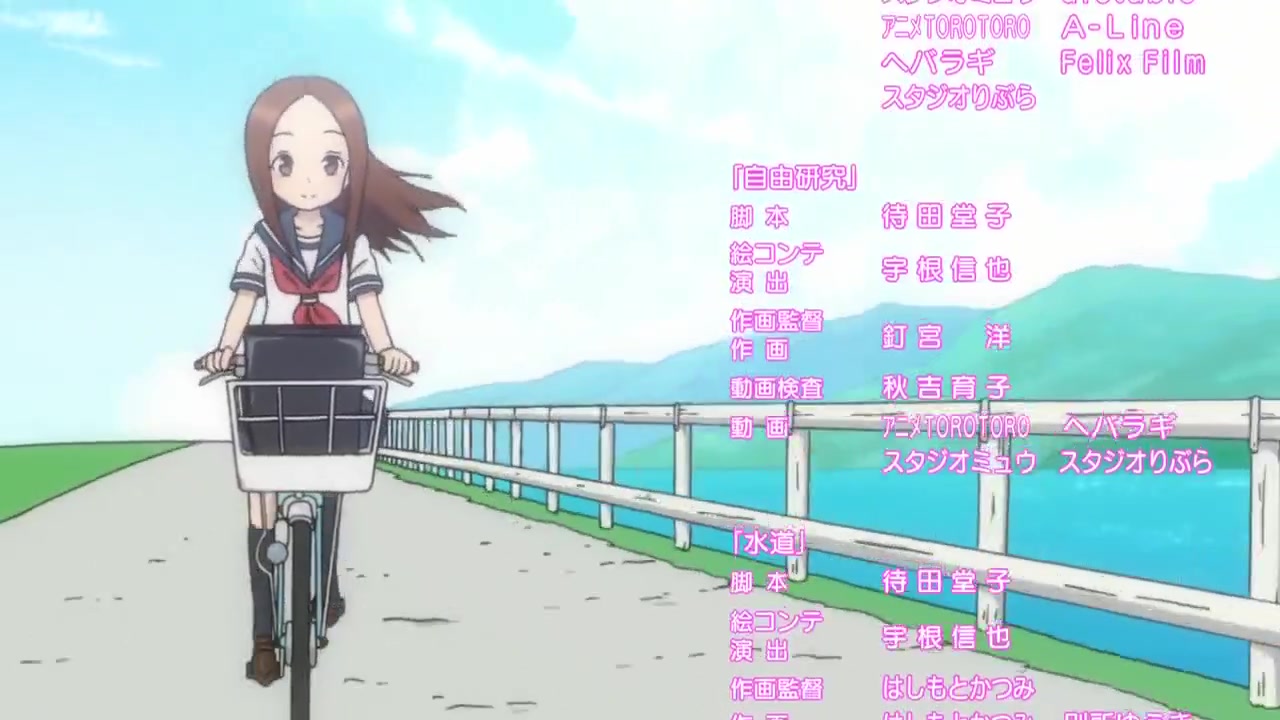 アニメTOROTORO A-Line
ヘバラギ Felix Film
スタジオりぶら
「自由研究」
脚本 待田堂子
絵コンテ
演出 宇根信也
作画監督
作画 釘宮 洋
動画検査 秋吉育子
動画 アニメTOROTORO ヘバラギ
スタジオミュウ スタジオりぶら
「水道」
脚本 待田堂子
絵コンテ
演出 宇根信也
作画監督 はしもとかつみ